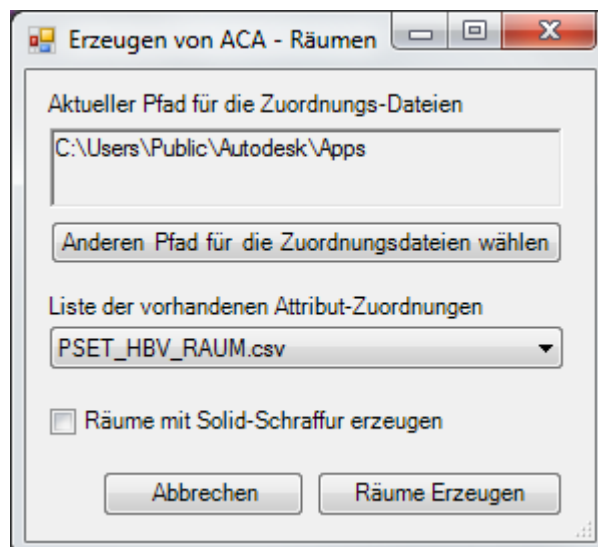 Erzeugen von ACA - Räumen
Aktueller Pfad für die Zuordnungs-Dateien
C:\Users\Public\Autodesk\Apps
Anderen Pfad für die Zuordnungsdateien wählen
Liste der vorhandenen Attribut-Zuordnungen
PSET_HBV_RAUM.csv
Räume mit Solid-Schraffur erzeugen
Abbrechen Räume Erzeugen